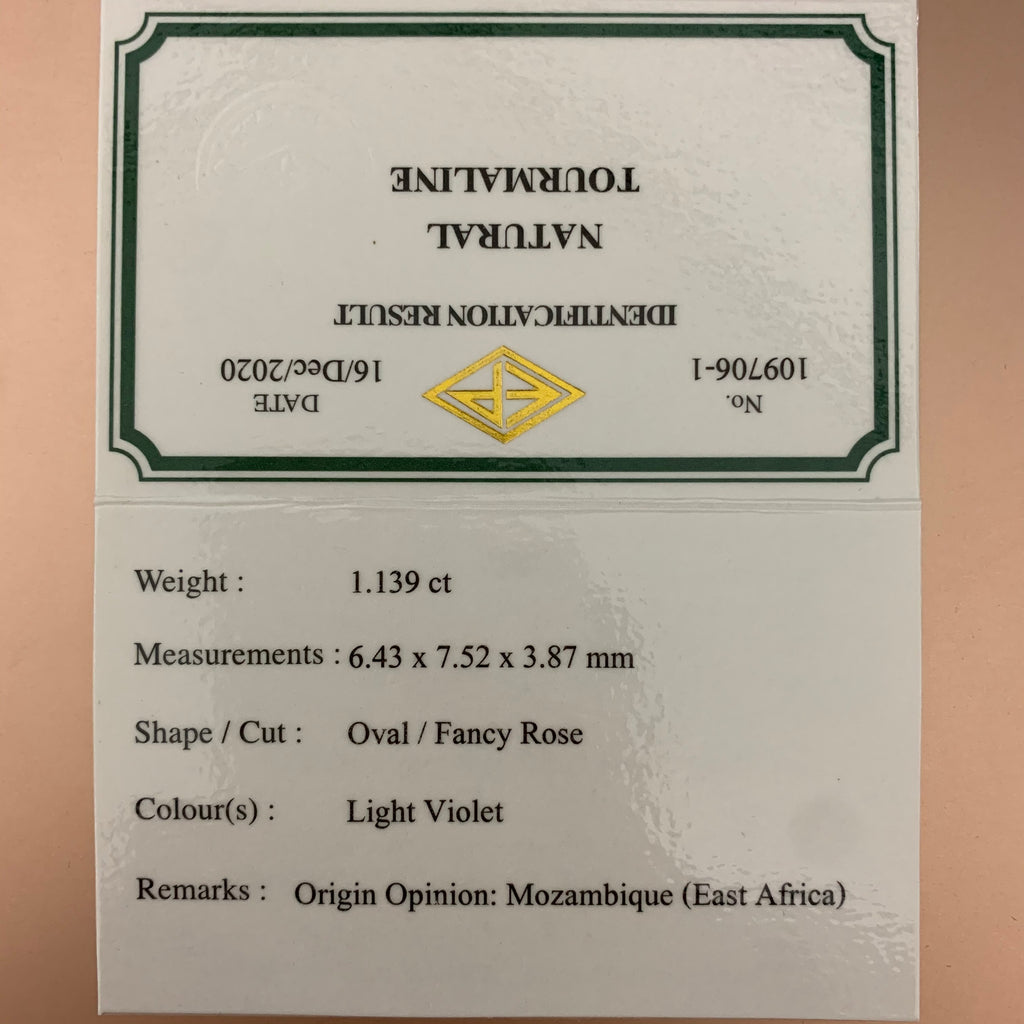 No.
109706-1
DATE
16/Dec/2020
IDENTIFICATION RESULT
NATURAL
TOURMALINE
Weight : 1.139 ct
Measurements : 6.43 x 7.52 x 3.87 mm
Shape / Cut : Oval / Fancy Rose
Colour(s) : Light Violet
Remarks : Origin Opinion: Mozambique (East Africa)